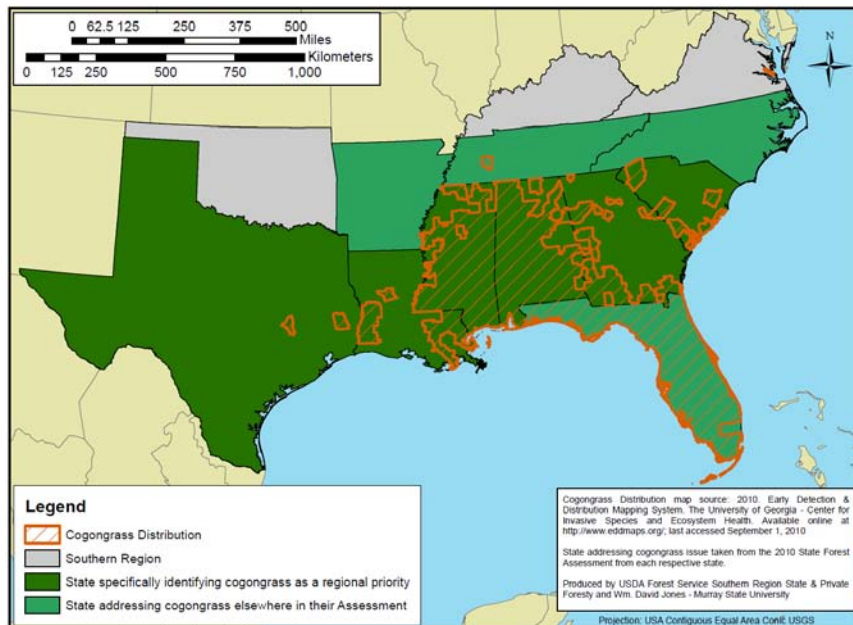 0 62.5 125 250 375 500
Miles
Kilometers
0 125 250 500 750 1,000
N
Legend
Cogongrass Distribution
Southern Region
State specifically identifying cogongrass as a regional priority
State addressing cogongrass elsewhere in their Assessment
Cogongrass Distribution map source: 2010. Early Detection &
Distribution Mapping System. The University of Georgia - Center for
Invasive Species and Ecosystem Health. Available online at
http://www.eddmaps.org/; last accessed September 1, 2010
State addressing cogongrass issue taken from the 2010 State Forest
Assessment from each respective state.
Produced by USDA Forest Service Southern Region State & Private
Foresty and Wm. David Jones - Murray State University
Projection: USA Contiguous Equal Area Conic USGS